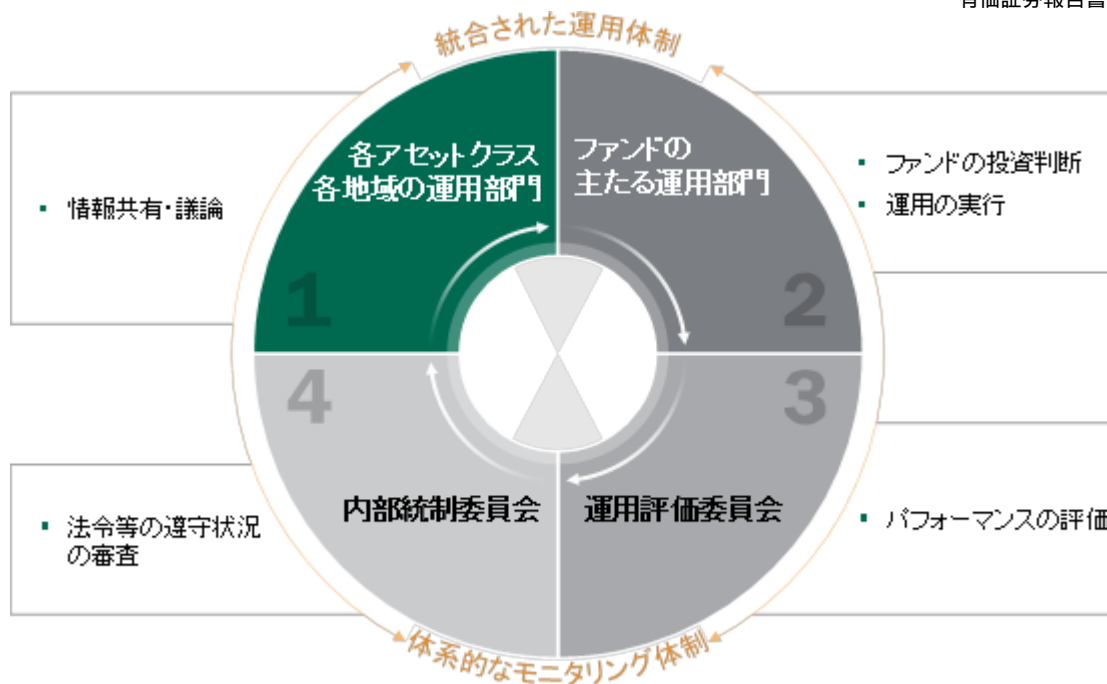 有価証券報告書
統合された運用体制
各アセットクラス
各地域の運用部門
ファンドの
主たる運用部門
・ 情報共有・議論
・ ファンドの投資判断
・ 運用の実行
1
2
4
3
内部統制委員会
運用評価委員会
・ 法令等の遵守状況
の審査
・ パフォーマンスの評価
体系的なモニタリング体制